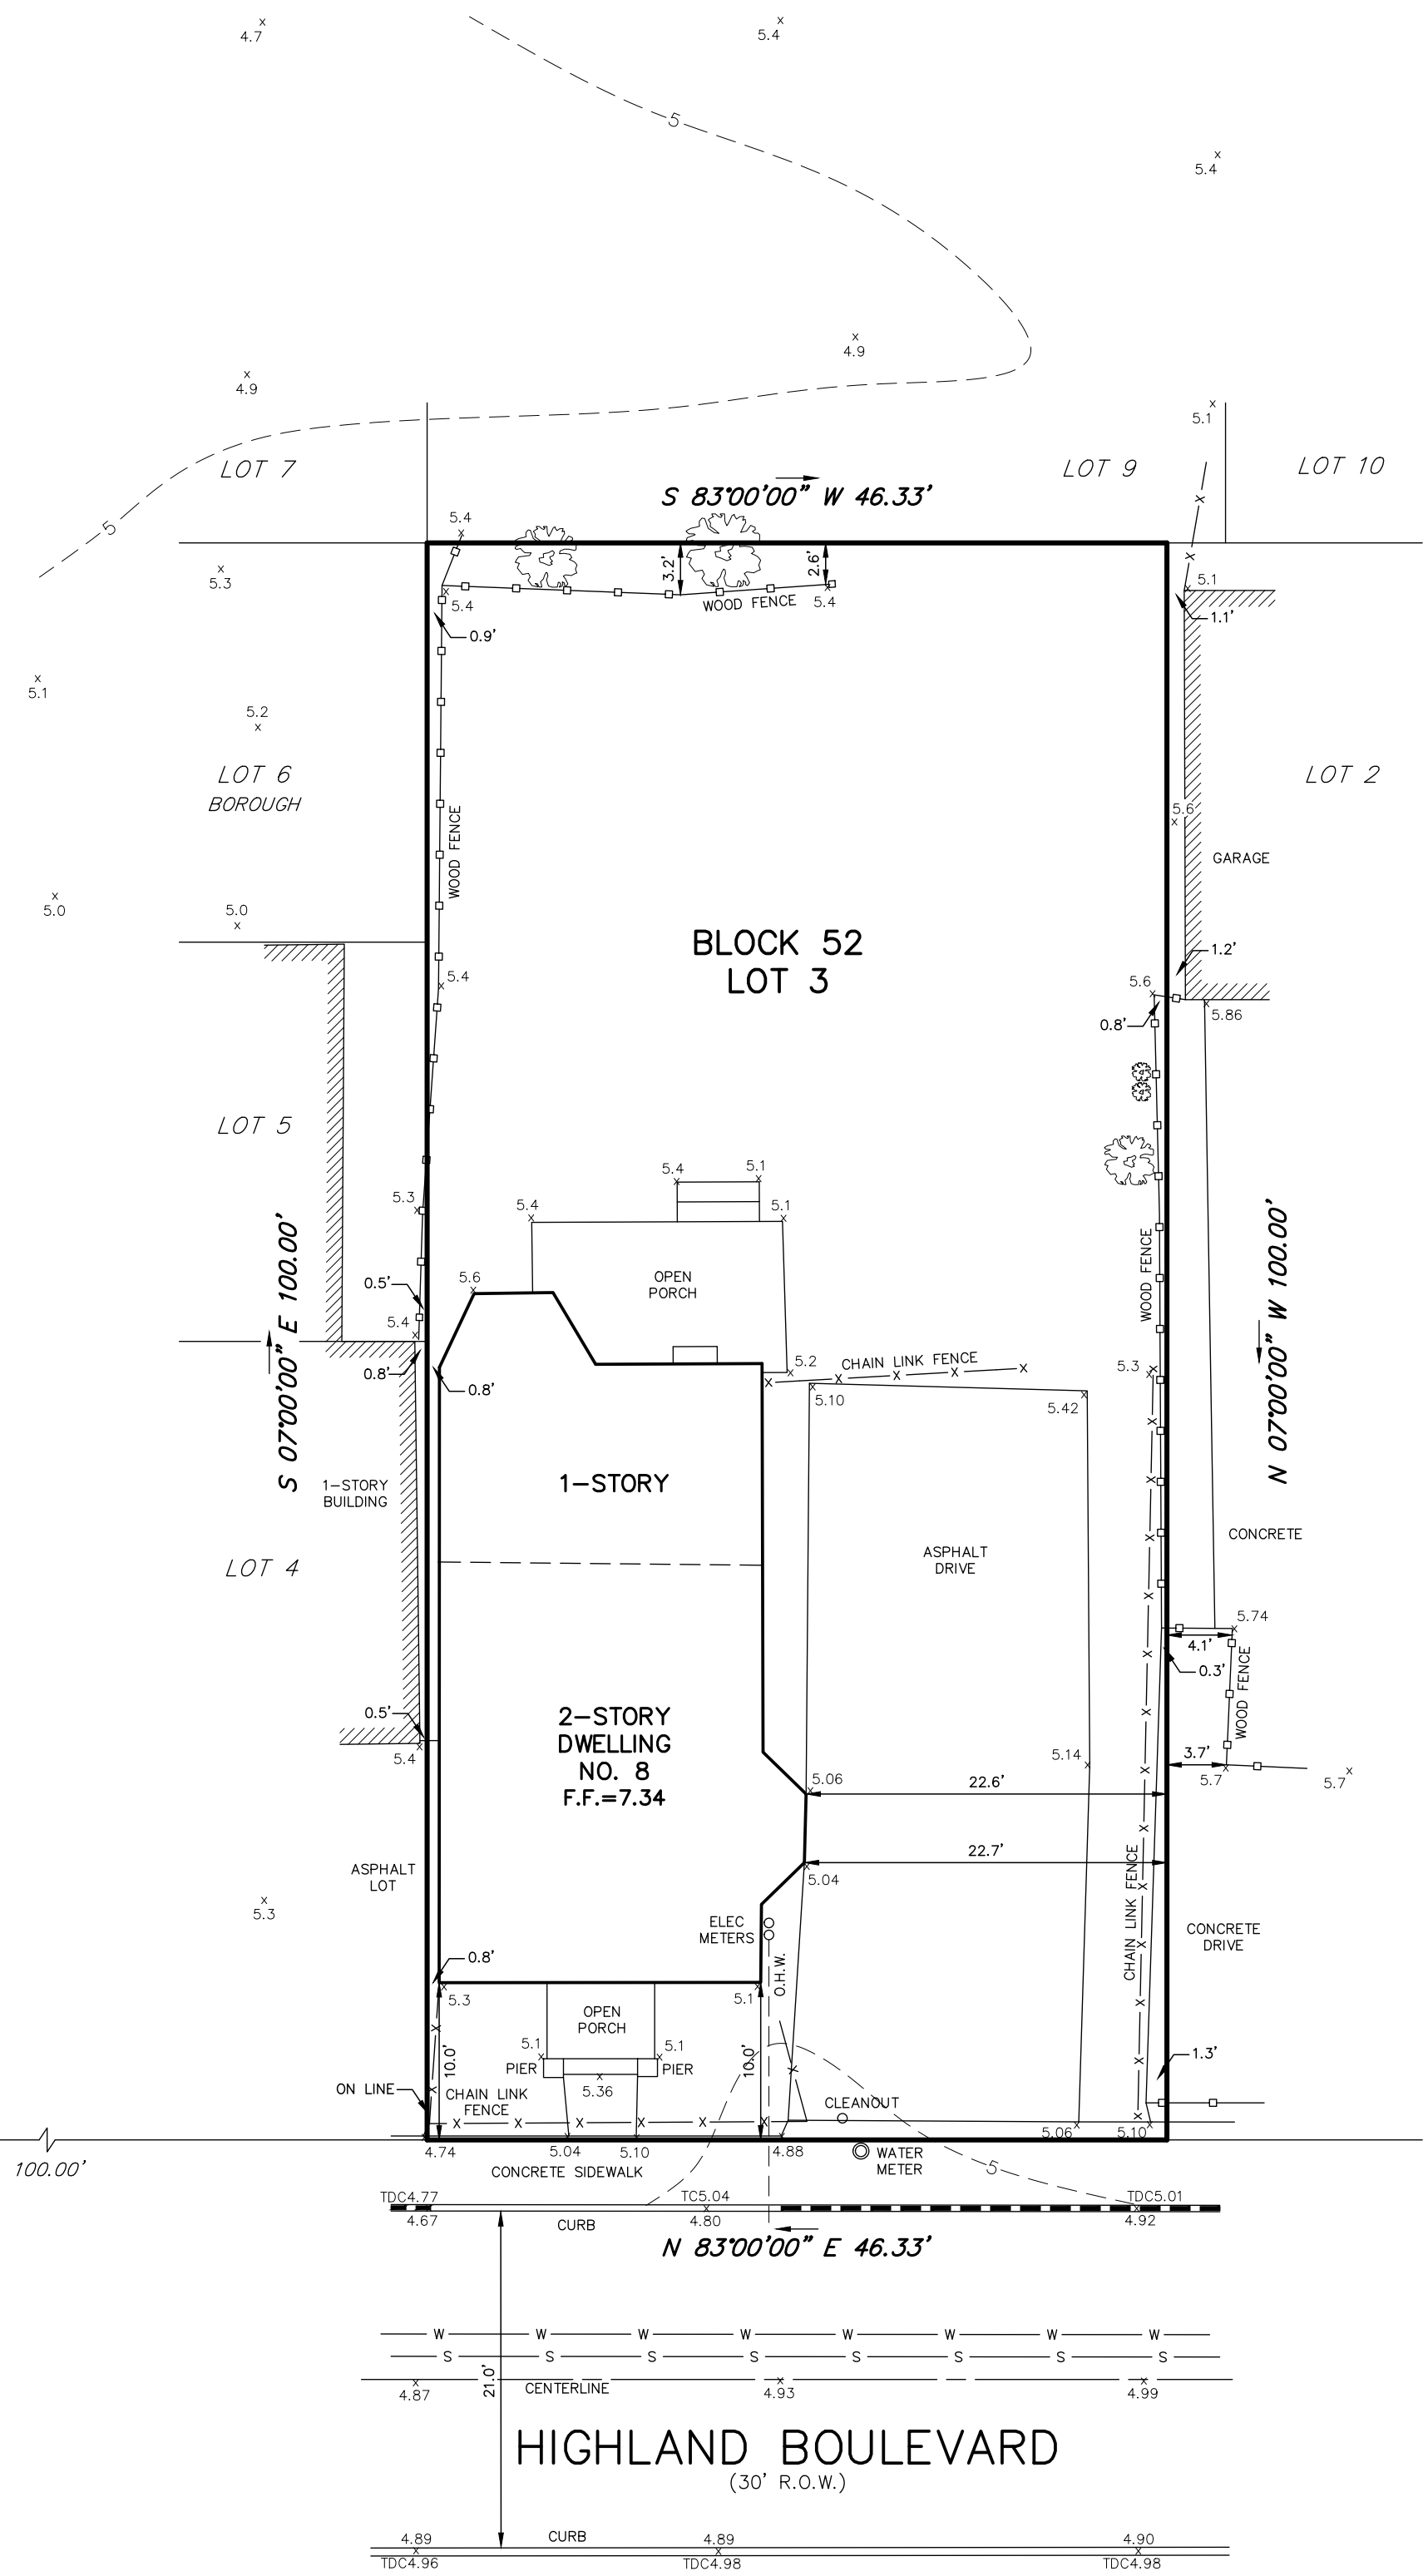 4.7
5.4
5
5.4
4.9
4.9
5.1
LOT 7
LOT 9
LOT 10
S 83°00'00" W 46.33'
5
5.4
5.3
3.2'
2.6'
5.4
WOOD FENCE
5.4
5.1
1.1'
0.9'
5.1
5.2
LOT 6
BOROUGH
LOT 2
5.6
WOOD FENCE
GARAGE
5.0
5.0
BLOCK 52
LOT 3
1.2'
5.4
5.6
5.86
0.8'
LOT 5
5.4
5.1
5.3
5.4
5.1
WOOD FENCE
S 07°00'00" E 100.00'
N 07°00'00" W 100.00'
0.5'
5.6
OPEN
PORCH
5.4
0.8'
0.8'
5.2
CHAIN LINK FENCE
5.3
5.10
5.42
1-STORY
BUILDING
1-STORY
CONCRETE
LOT 4
ASPHALT
DRIVE
5.74
4.1'
0.3'
WOOD FENCE
0.5'
5.4
2-STORY
DWELLING
NO. 8
F.F.=7.34
5.14
3.7'
5.7
5.7
5.06
22.6'
22.7'
5.04
ASPHALT
LOT
5.3
ELEC
METERS
CHAIN LINK FENCE
CONCRETE
DRIVE
0.8'
O.H.W.
5.3
5.1
OPEN
PORCH
5.1
5.1
10.0'
10.0'
PIER
PIER
1.3'
5.36
ON LINE
CHAIN LINK
FENCE
CLEANOUT
4.74
5.04
5.10
4.88
5.06
5.10
100.00'
CONCRETE SIDEWALK
WATER
METER
5
TDC4.77
TC5.04
TDC5.01
4.67
4.80
4.92
CURB
N 83°00'00" E 46.33'
W W W W W W W W
S S S S S S S S
21.0'
4.87
CENTERLINE
4.93
4.99
HIGHLAND BOULEVARD
(30' R.O.W.)
4.89
CURB
4.89
4.90
TDC4.96
TDC4.98
TDC4.98